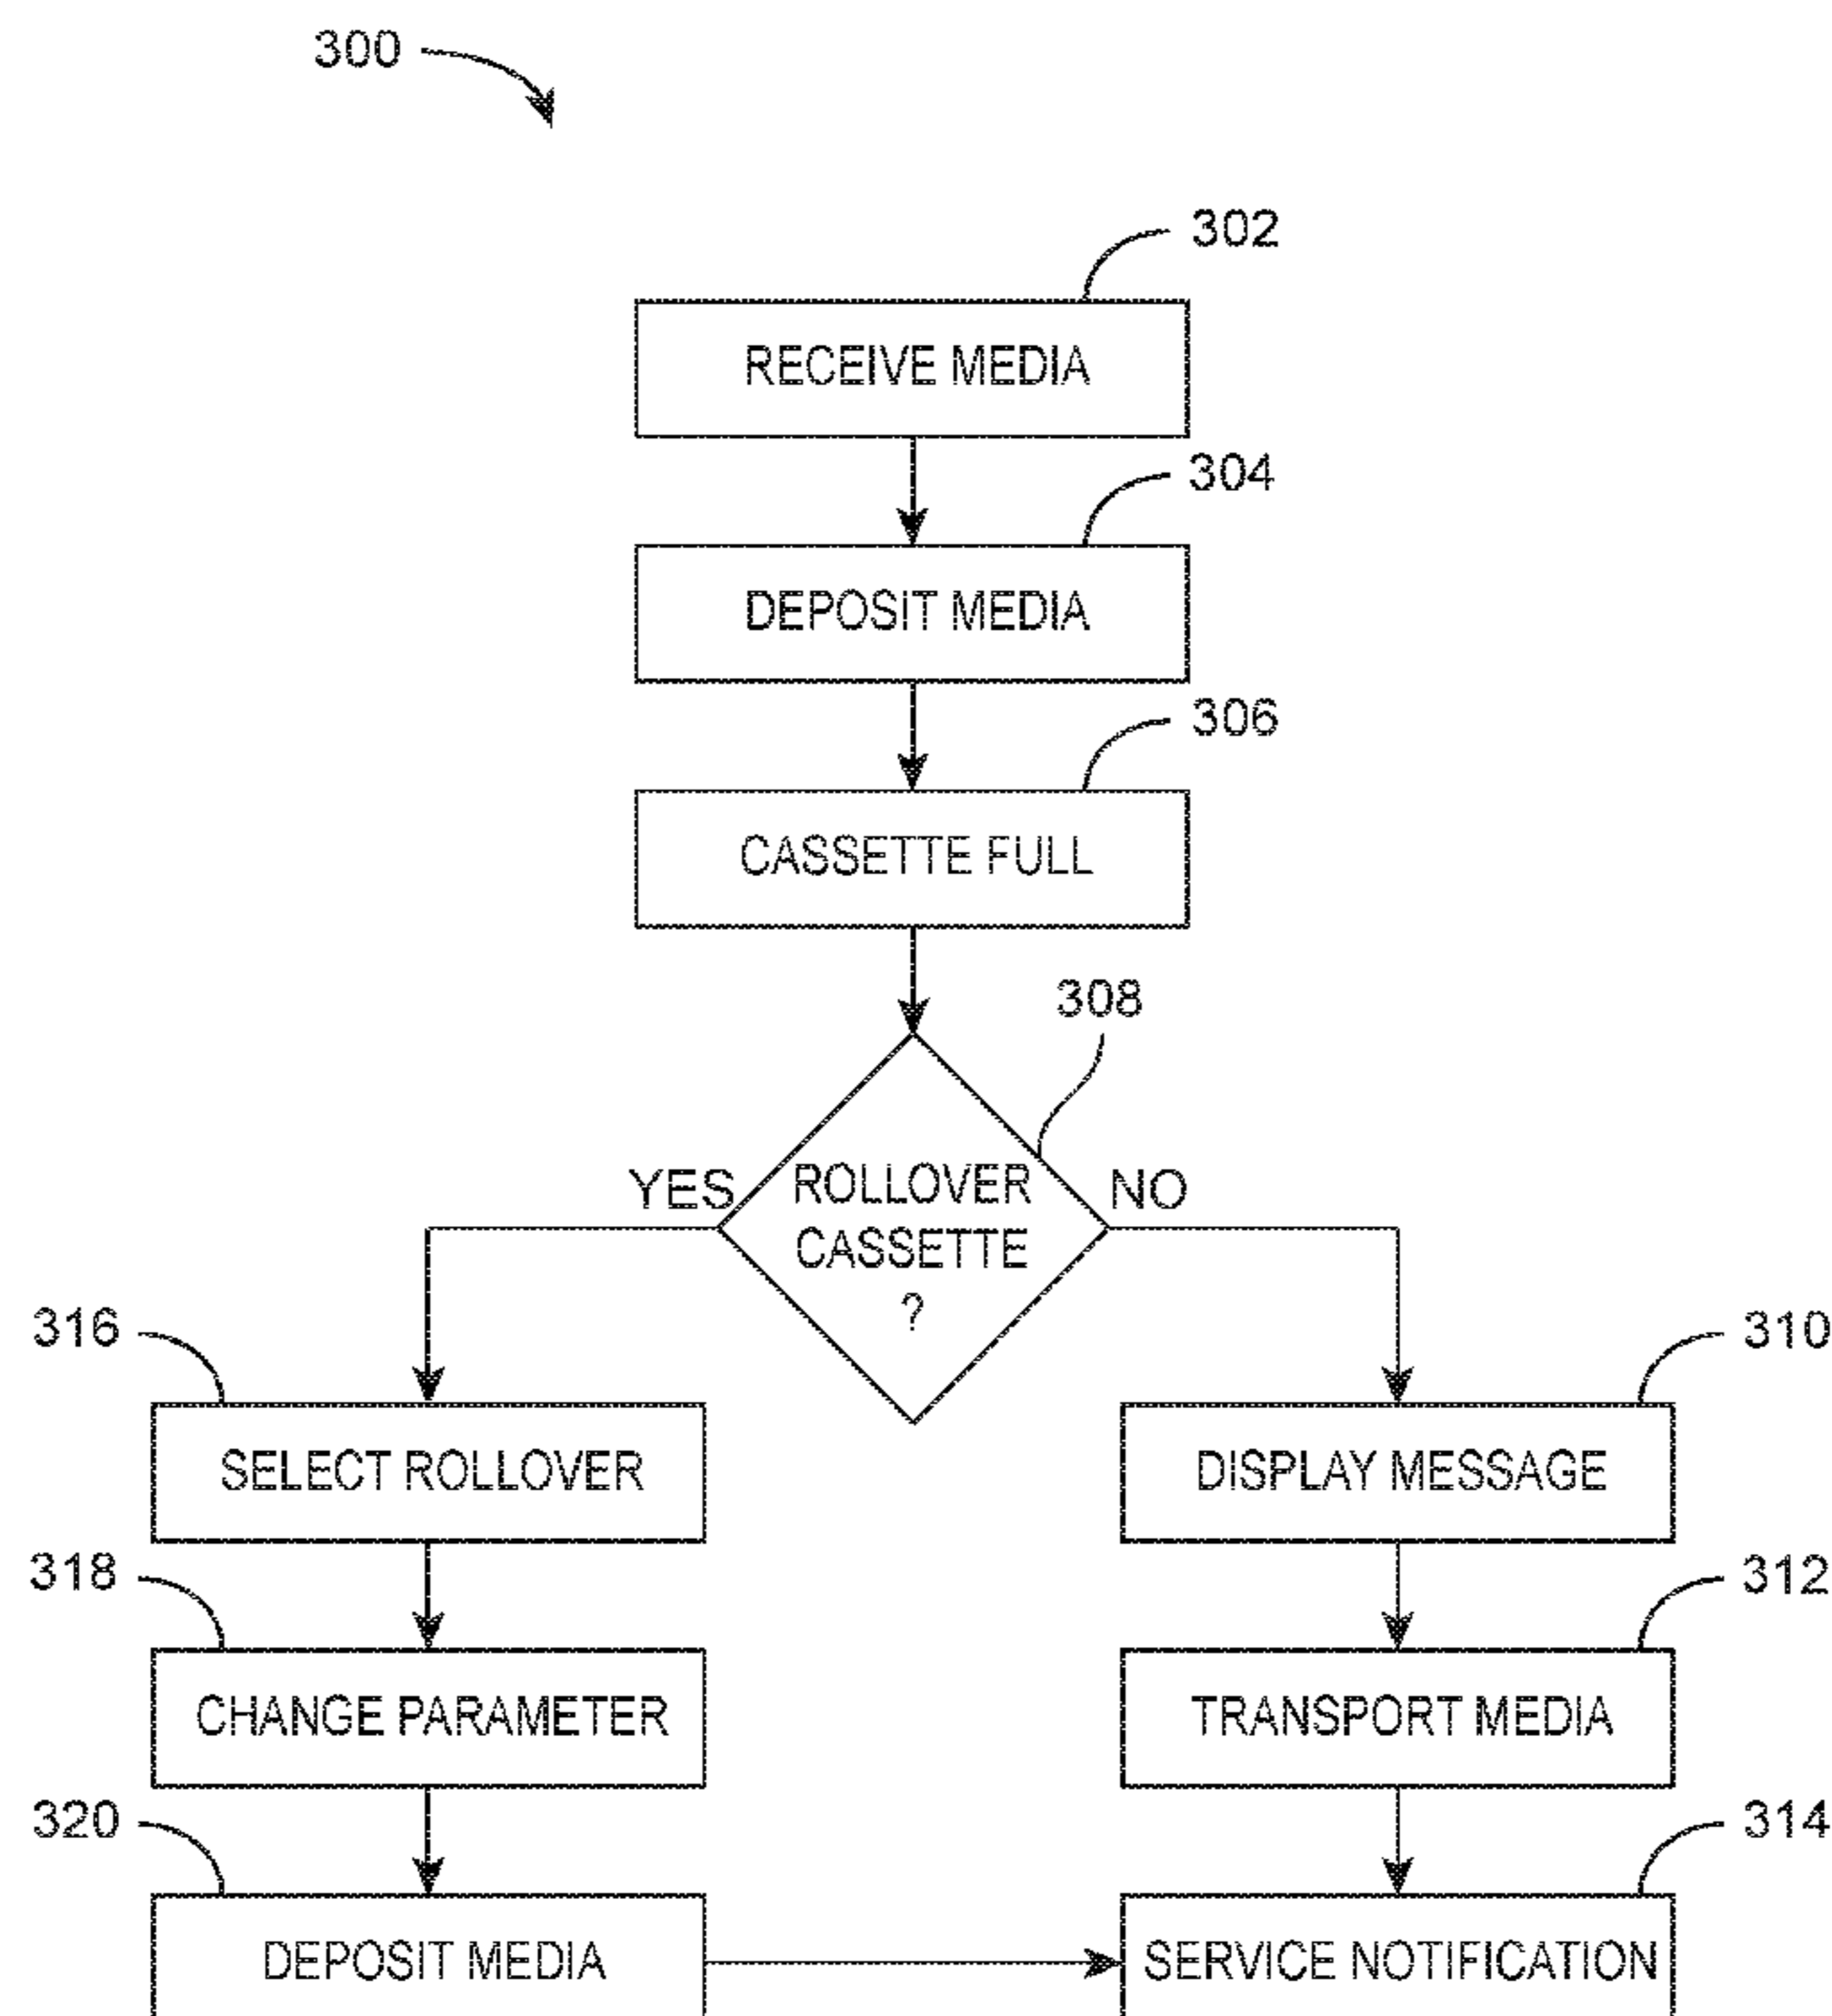 300
302
RECEIVE MEDIA
304
DEPOSIT MEDIA
306
CASSETTE FULL
308
YES
ROLLOVER
CASSETTE
?
NO
316
310
SELECT ROLLOVER
DISPLAY MESSAGE
318
312
CHANGE PARAMETER
TRANSPORT MEDIA
320
314
DEPOSIT MEDIA
SERVICE NOTIFICATION